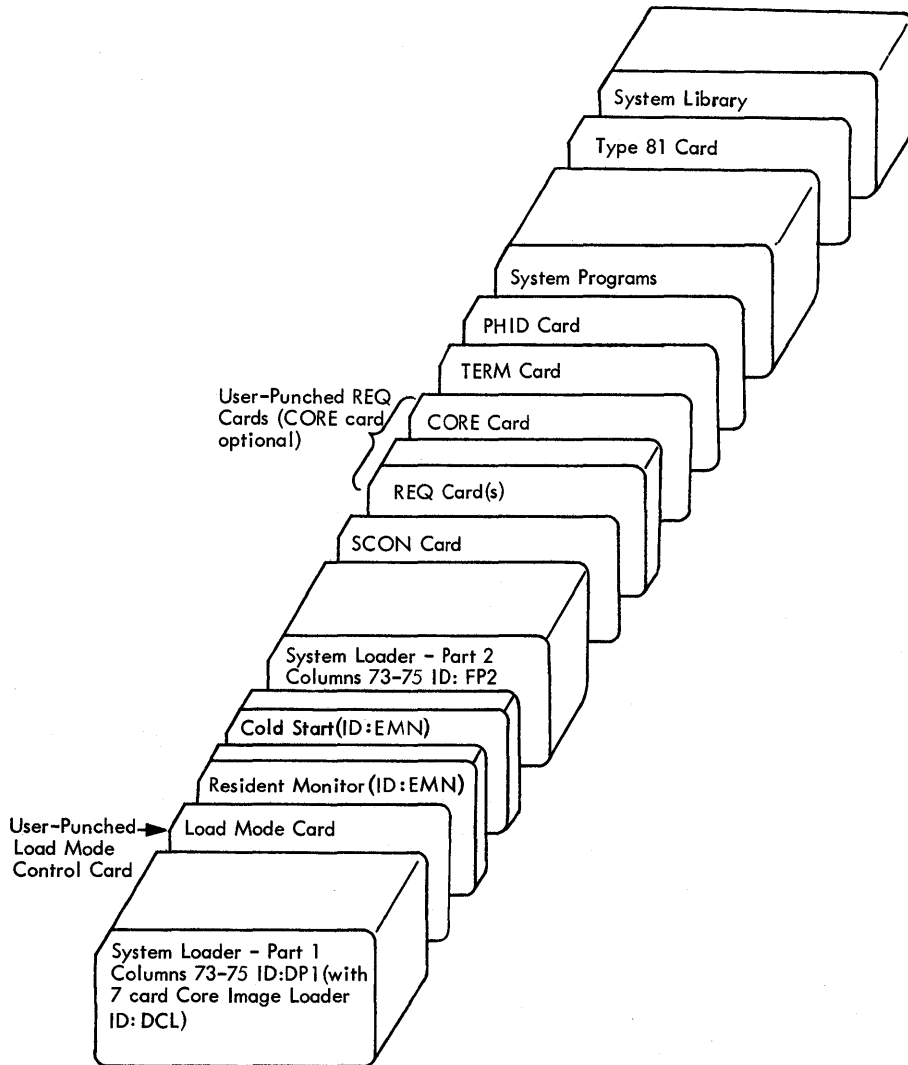 System Library
Type 81 Card
System Programs
PHID Card
TERM Card
User-Punched REQ
Cards (CORE card
optional)
CORE Card
REQ Card(s)
SCON Card
System Loader - Part 2
Columns 73-75 ID: FP2
Cold Start(ID:EMN)
Resident Monitor(ID:EMN)
User-Punched
Load Mode
Control Card
Load Mode Card
System Loader - Part 1
Columns 73-75 ID:DP1(with
7 card Core Image Loader
ID:DCL)